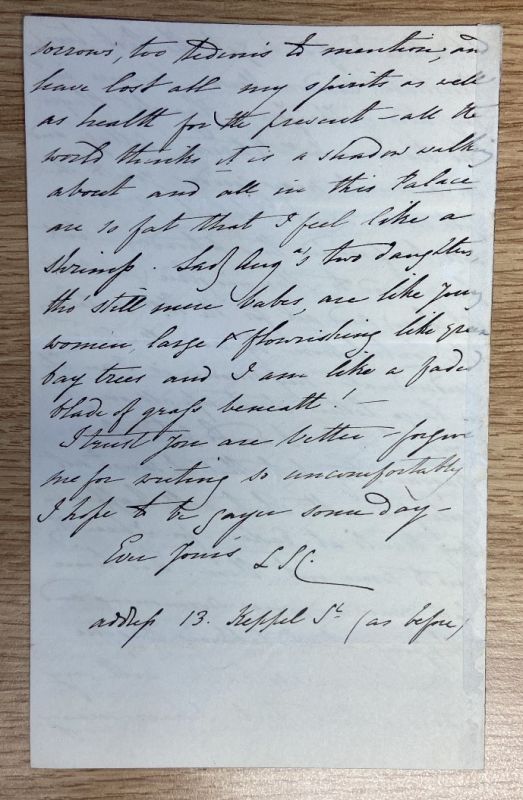 sorrows, too tedious to mention, and
have lost all my spirits as well
as health for the present – all the
world thinks it is a shadow walking
about and all in this Palace
are so fat that I feel like a
shrimp. Lady Aug^a's two daughters,
tho' still mere babes, are like young
women, large & flourishing like green
bay trees and I am like a faded
blade of grass beneath! –
I trust you are better – forgive
me for writing so uncomfortably
I hope to be gayer some day –
Ever Yours LSC
address 13. Keppel St. (as before)